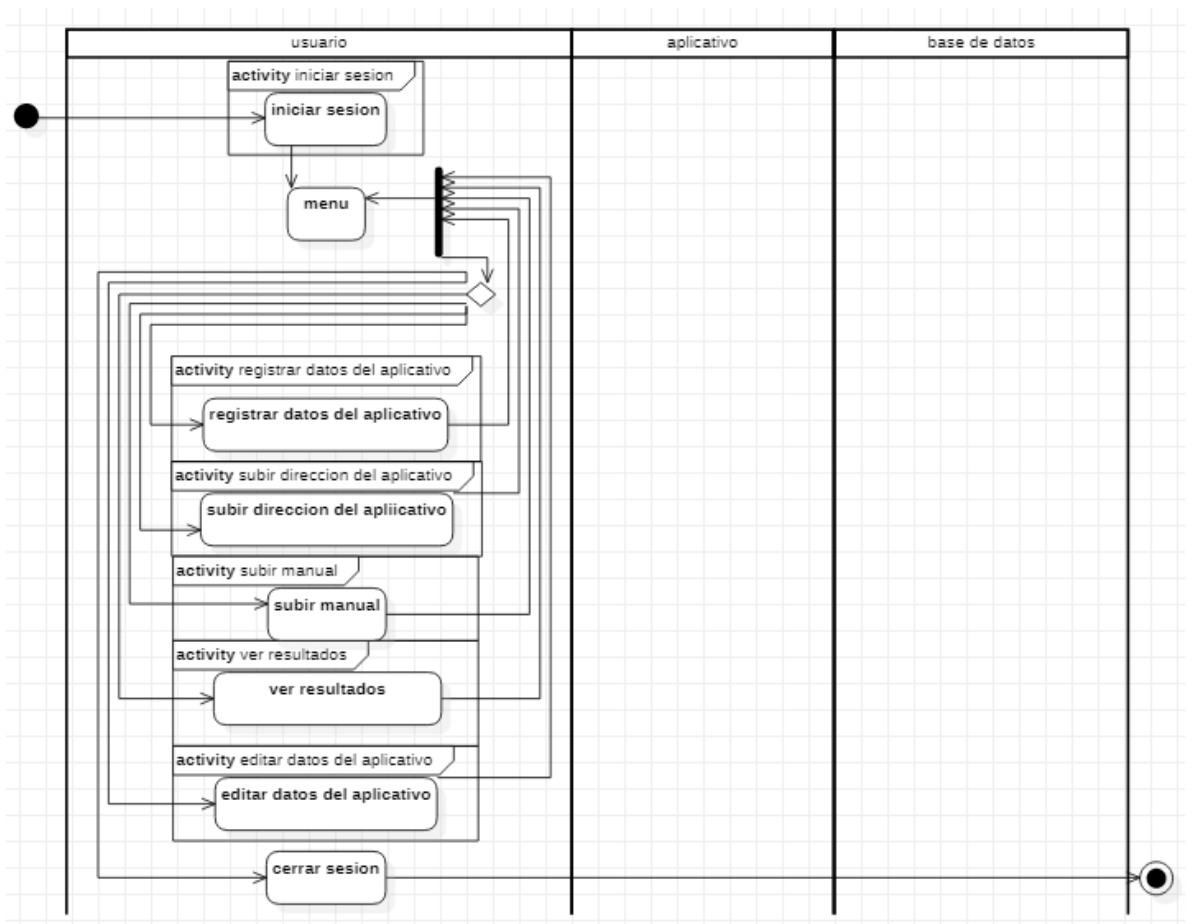 usuario
aplicativo
base de datos
activity iniciar sesion
iniciar sesion
menu
activity registrar datos del aplicativo
registrar datos del aplicativo
activity subir direccion del aplicativo
subir direccion del apliicativo
activity subir manual
subir manual
activity ver resultados
ver resultados
activity editar datos del aplicativo
editar datos del aplicativo
cerrar sesion